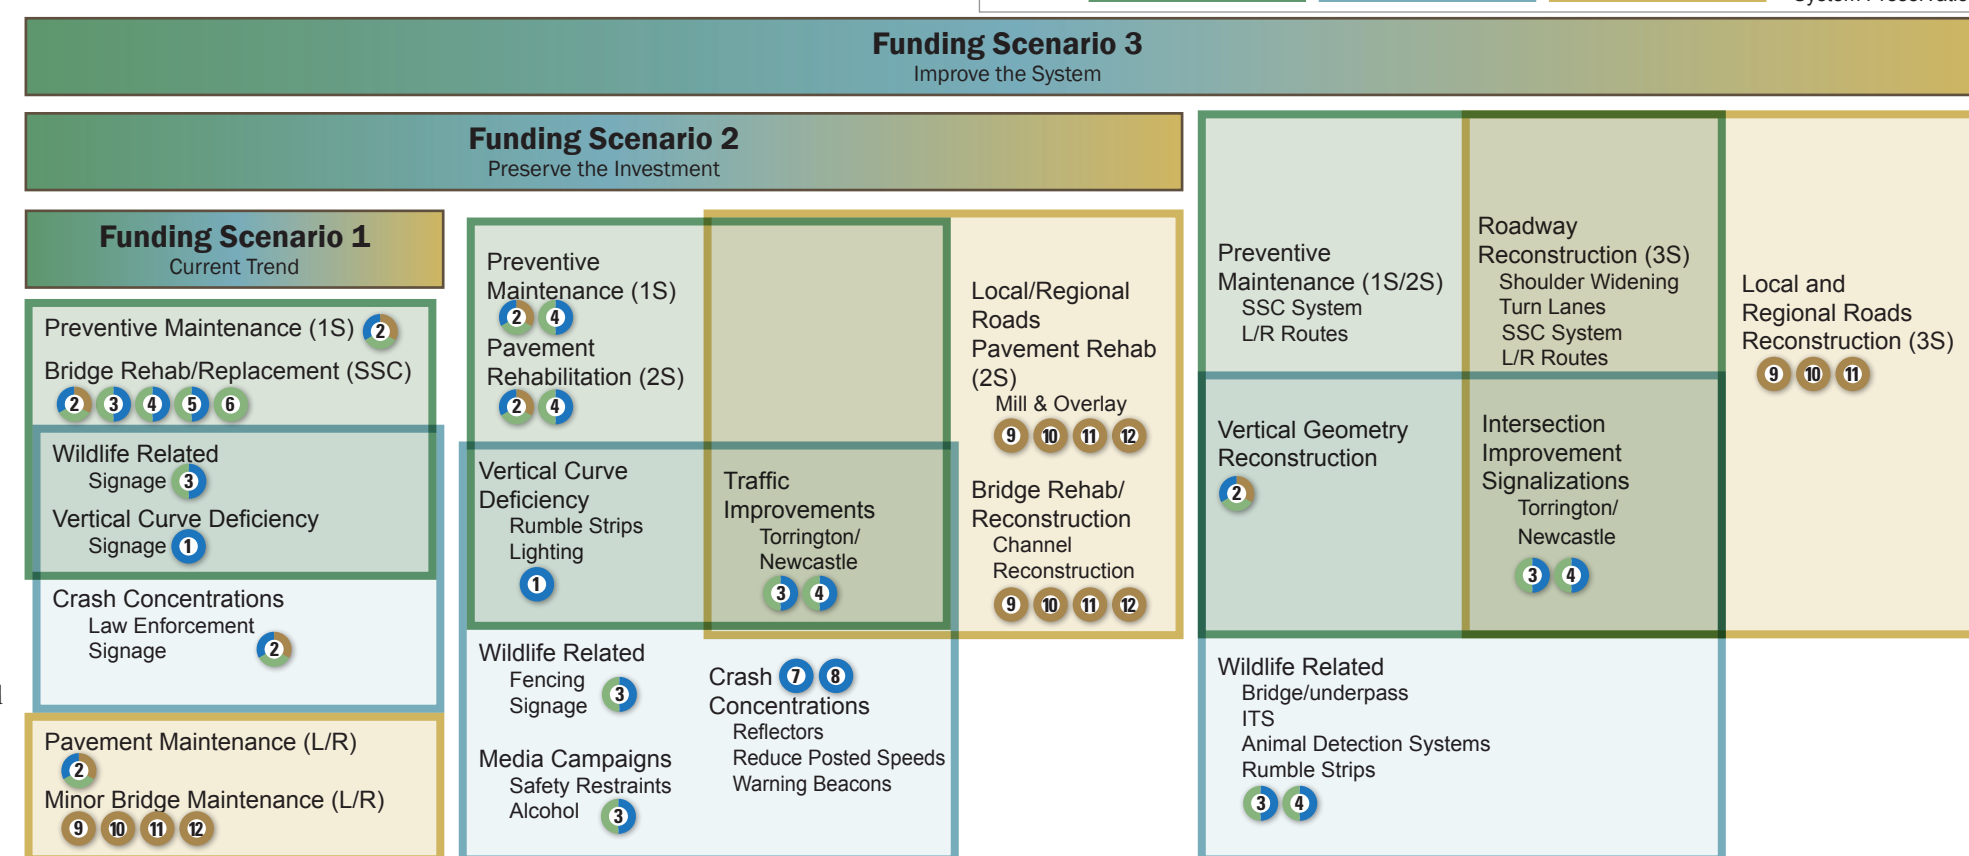 System Preservation
Funding Scenario 3
Improve the System
Funding Scenario 2
Preserve the Investment
Funding Scenario 1
Current Trend
Preventive Maintenance (1S) 2
Bridge Rehab/Replacement (SSC)
2 3 4 5 6
Wildlife Related
Signage 3
Vertical Curve Deficiency
Signage 1
Crash Concentrations
Law Enforcement
Signage 2
Pavement Maintenance (L/R)
2
Minor Bridge Maintenance (L/R)
9 10 11 12
Preventive
Maintenance (1S)
2 4
Pavement
Rehabilitation (2S)
2 4
Vertical Curve
Deficiency
Rumble Strips
Lighting
1
Traffic
Improvements
Torrington/
Newcastle
3 4
Local/Regional
Roads
Pavement Rehab
(2S)
Mill & Overlay
9 10 11 12
Bridge Rehab/
Reconstruction
Channel
Reconstruction
9 10 11 12
Wildlife Related
Fencing
Signage 3
Media Campaigns
Safety Restraints
Alcohol 3
Crash 7 8
Concentrations
Reflectors
Reduce Posted Speeds
Warning Beacons
Preventive
Maintenance (1S/2S)
SSC System
L/R Routes
Roadway
Reconstruction (3S)
Shoulder Widening
Turn Lanes
SSC System
L/R Routes
Local and
Regional Roads
Reconstruction (3S)
9 10 11
Vertical Geometry
Reconstruction
2
Intersection
Improvement
Signalizations
Torrington/
Newcastle
3 4
Wildlife Related
Bridge/underpass
ITS
Animal Detection Systems
Rumble Strips
3 4